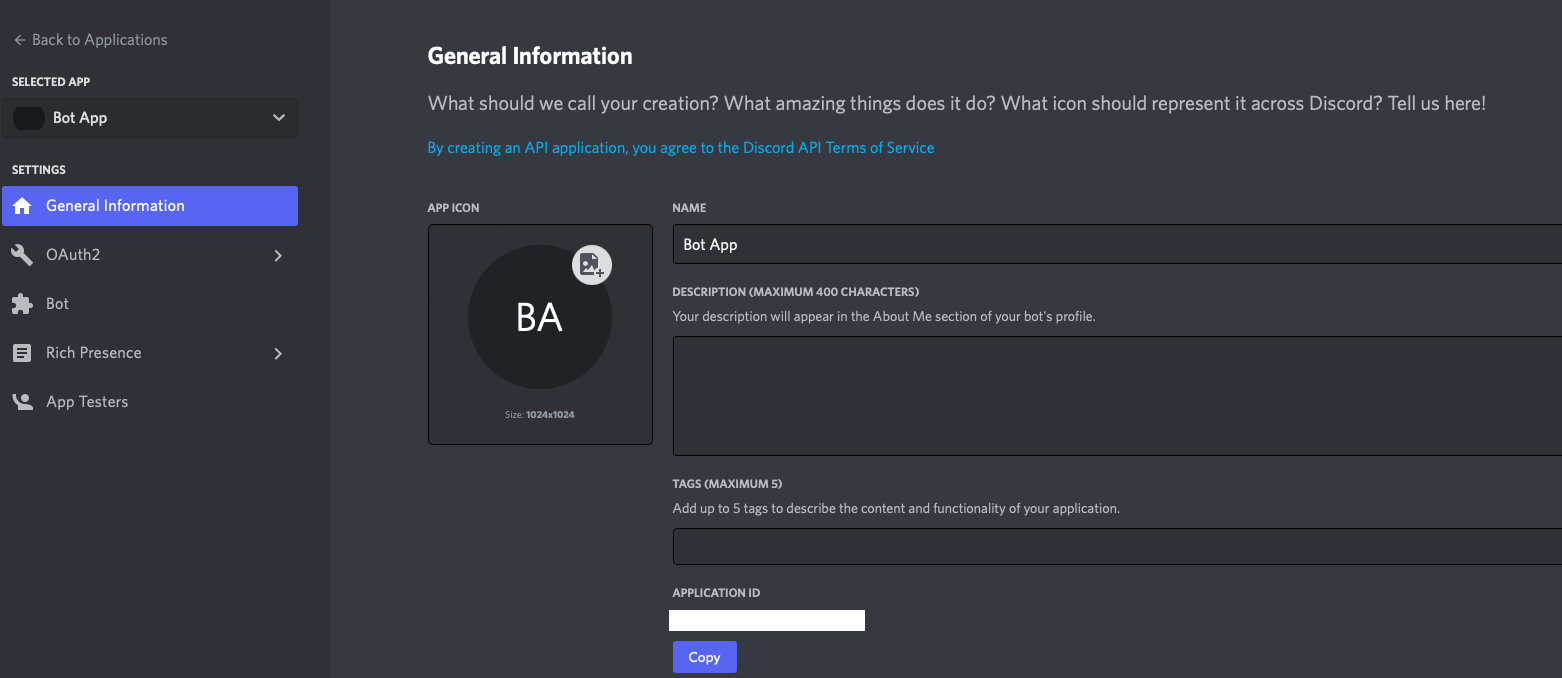 ← Back to Applications
SELECTED APP
Bot App
SETTINGS
General Information
OAuth2
Bot
Rich Presence
App Testers
General Information
What should we call your creation? What amazing things does it do? What icon should represent it across Discord? Tell us here!
By creating an API application, you agree to the Discord API Terms of Service
APP ICON
BA
Size: 1024x1024
NAME
Bot App
DESCRIPTION (MAXIMUM 400 CHARACTERS)
Your description will appear in the About Me section of your bot's profile.
TAGS (MAXIMUM 5)
Add up to 5 tags to describe the content and functionality of your application.
APPLICATION ID
Copy